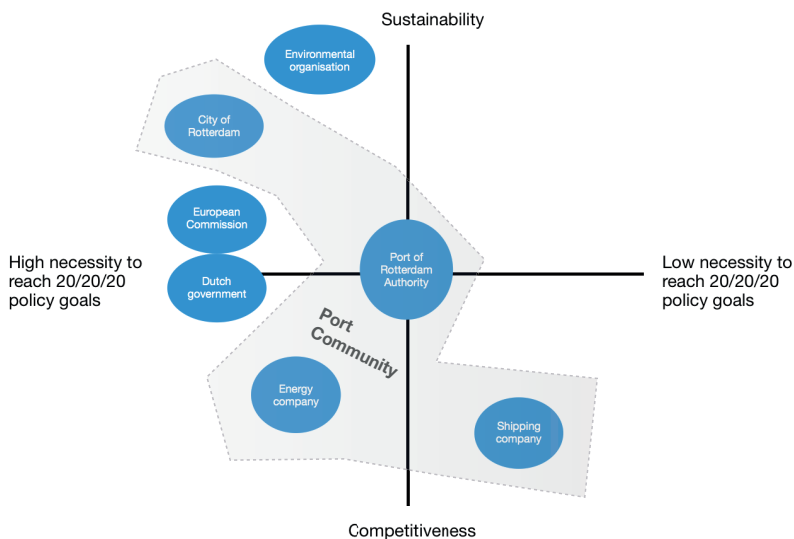 Sustainability
Environmental
organisation
City of
Rotterdam
European
Commission
High necessity to
reach 20/20/20
policy goals
Dutch
government
Port of
Rotterdam
Authority
Low necessity to
reach 20/20/20
policy goals
Port
Community
Energy
company
Shipping
company
Competitiveness